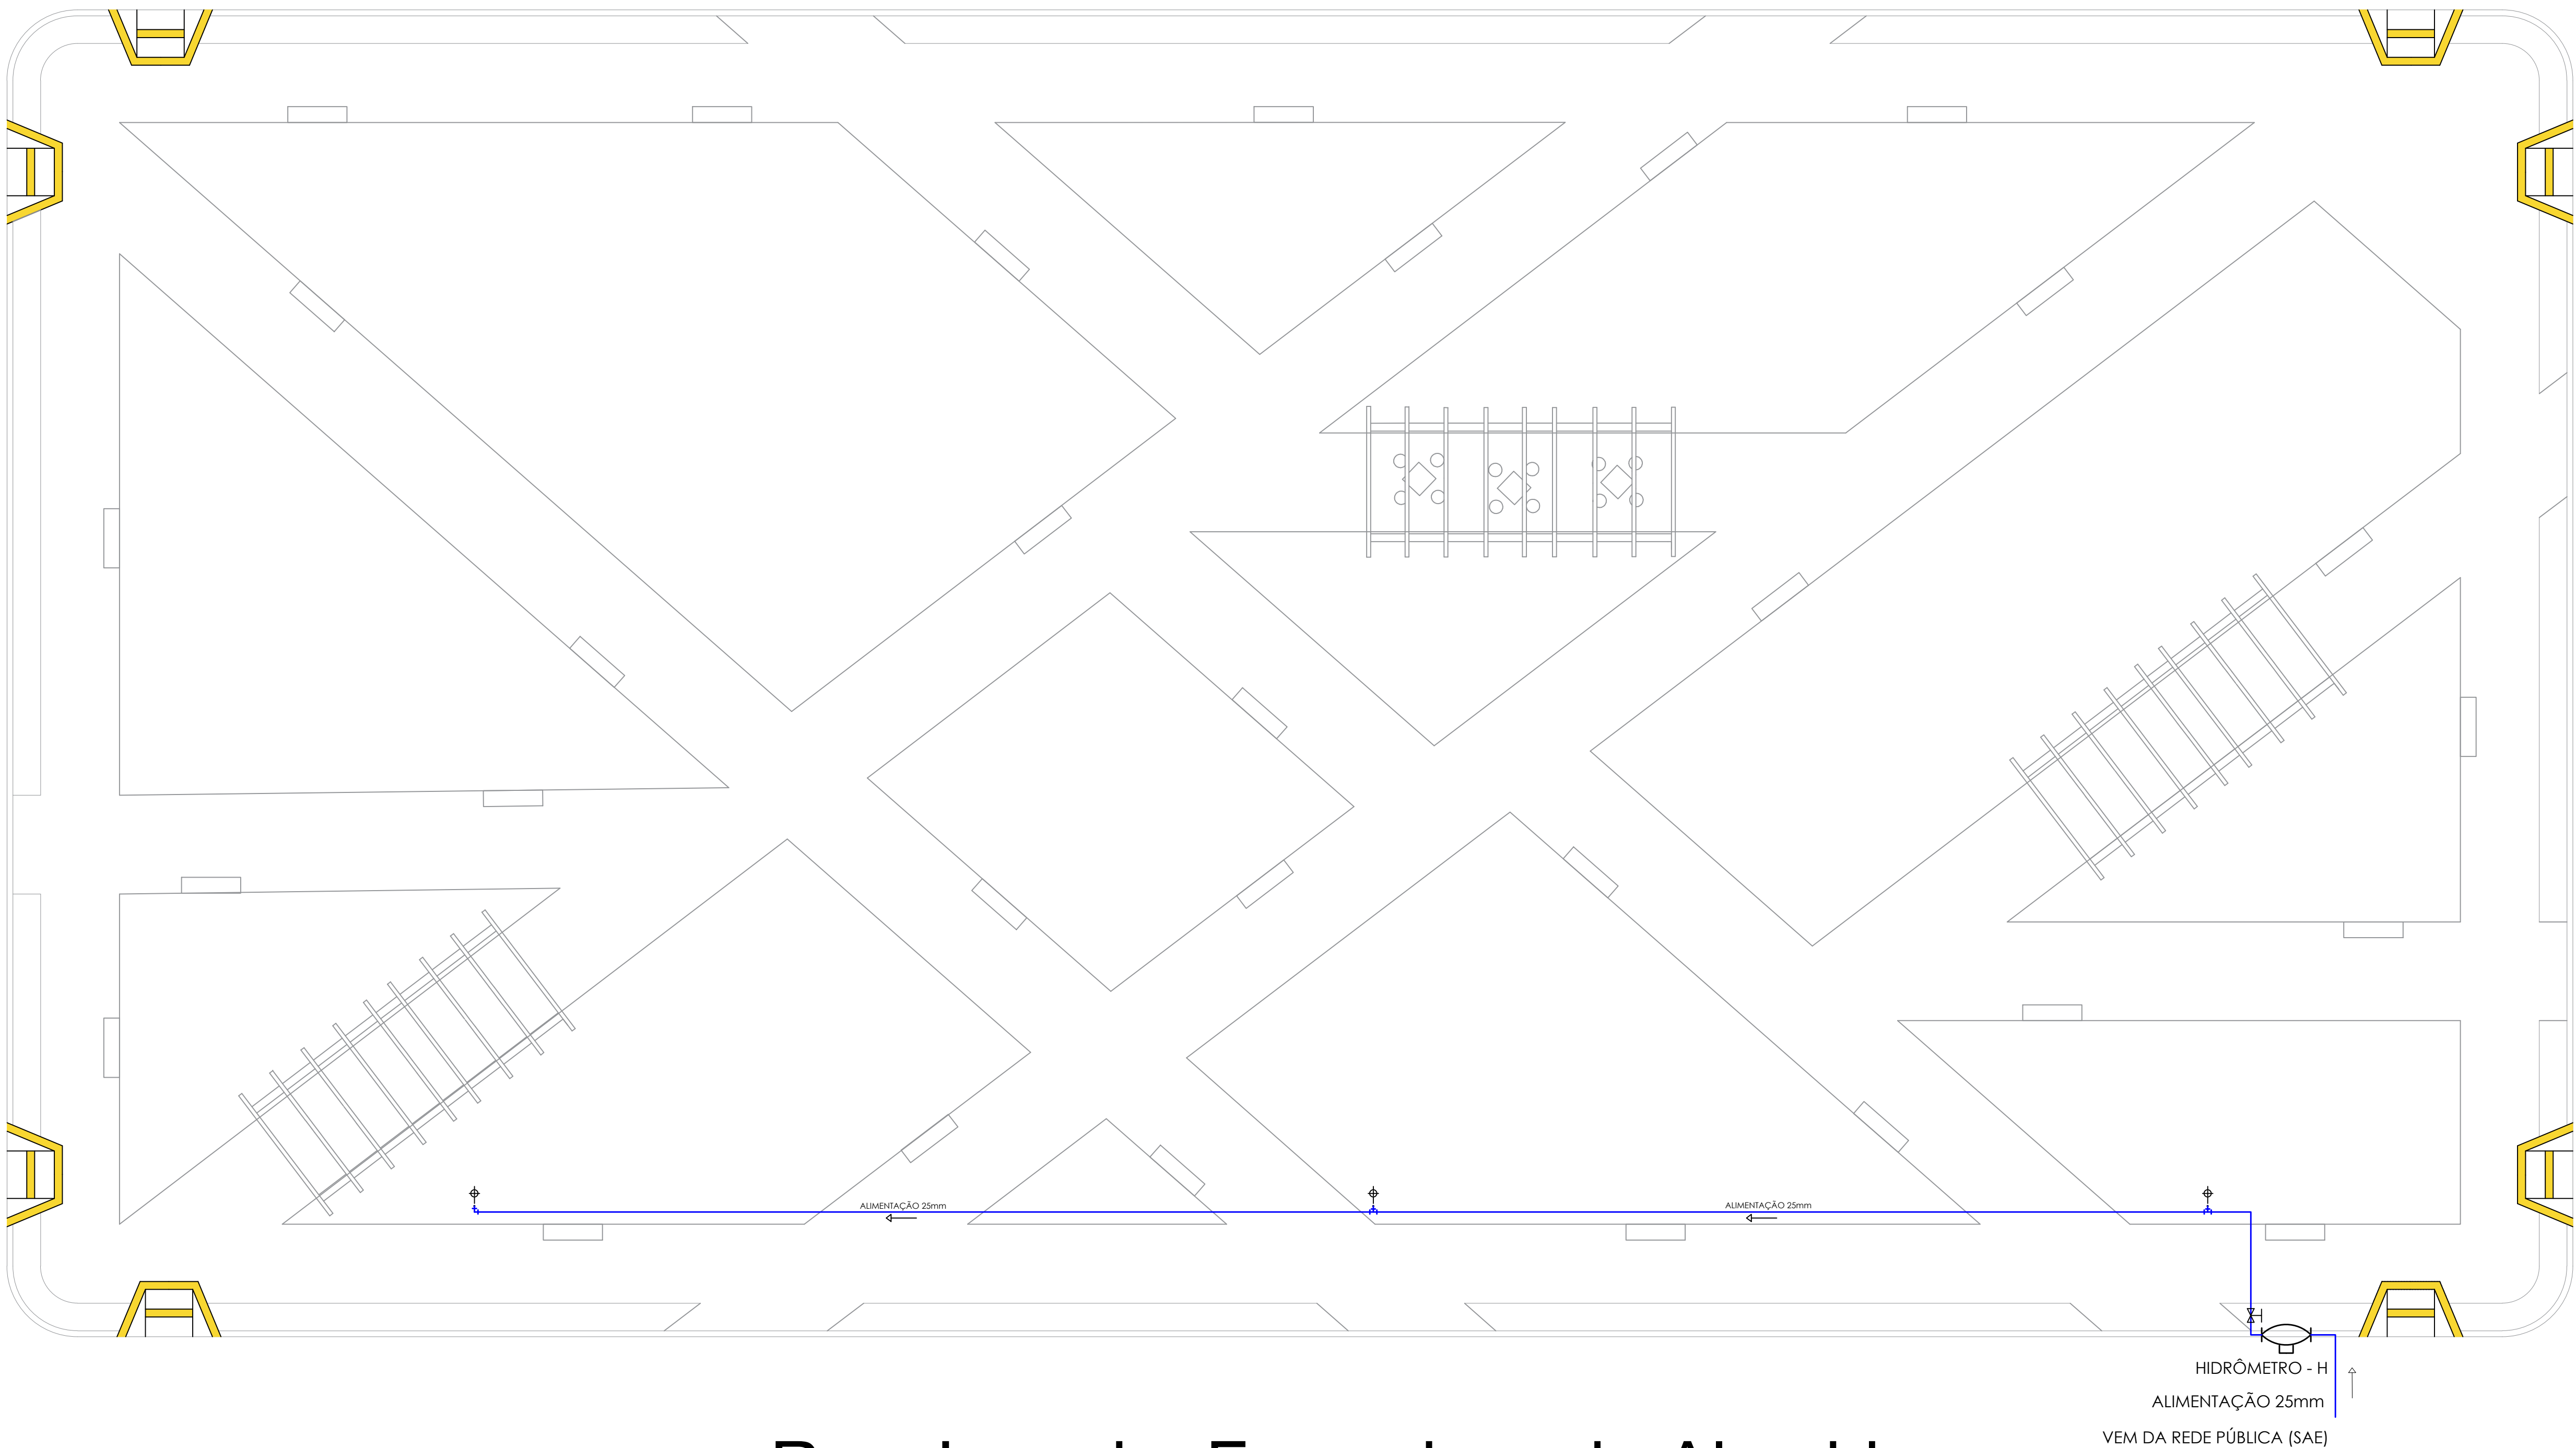 ALIMENTAÇÃO 25mm
ALIMENTAÇÃO 25mm
HIDRÔMETRO - H
ALIMENTAÇÃO 25mm
VEM DA REDE PÚBLICA (SAE)